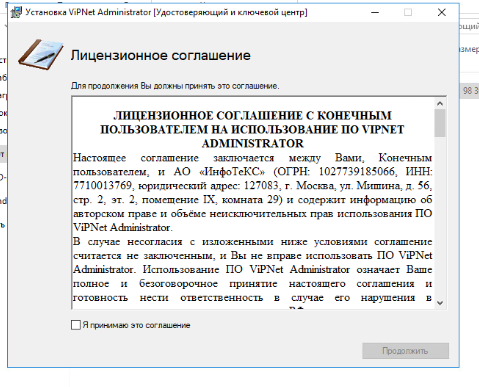 Установка ViPNet Administrator [Удостоверяющий и ключевой центр]
Лицензионное соглашение
Для продолжения Вы должны принять это соглашение.
ЛИЦЕНЗИОННОЕ СОГЛАШЕНИЕ С КОНЕЧНЫМ
ПОЛЬЗОВАТЕЛЕМ НА ИСПОЛЬЗОВАНИЕ ПО VIPNET
ADMINISTRATOR
Настоящее соглашение заключается между Вами, Конечным
пользователем, и АО «ИнфоТеКС» (ОГРН: 1027739185066, ИНН:
7710013769, юридический адрес: 127083, г. Москва, ул. Мишина, д. 56,
стр. 2, эт. 2, помещение IX, комната 29) и содержит информацию об
авторском праве и объёме неисключительных прав использования ПО
ViPNet Administrator.
В случае несогласия с изложенными ниже условиями соглашение
считается не заключенным, и Вы не вправе использовать ПО ViPNet
Administrator. Использование ПО ViPNet Administrator означает Ваше
полное и безоговорочное принятие настоящего соглашения и
готовность нести ответственность в случае его нарушения в
Я принимаю это соглашение
Продолжить